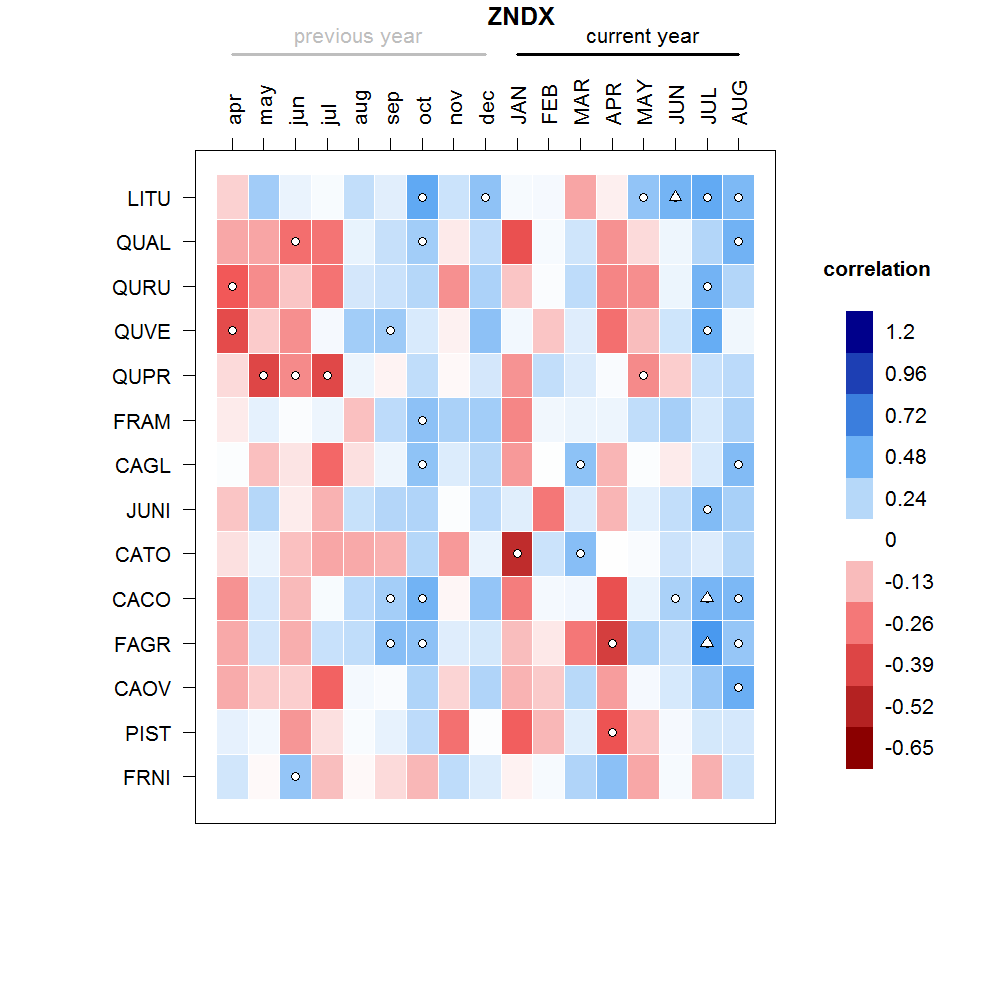 ZNDX
previous year current year
apr may jun jul aug sep oct nov dec JAN FEB MAR APR MAY JUN JUL AUG
LITU
QUAL
QURU
QUVE
QUPR
FRAM
CAGL
JUNI
CATO
CACO
FAGR
CAOV
PIST
FRNI
correlation
1.2
0.96
0.72
0.48
0.24
0
-0.13
-0.26
-0.39
-0.52
-0.65